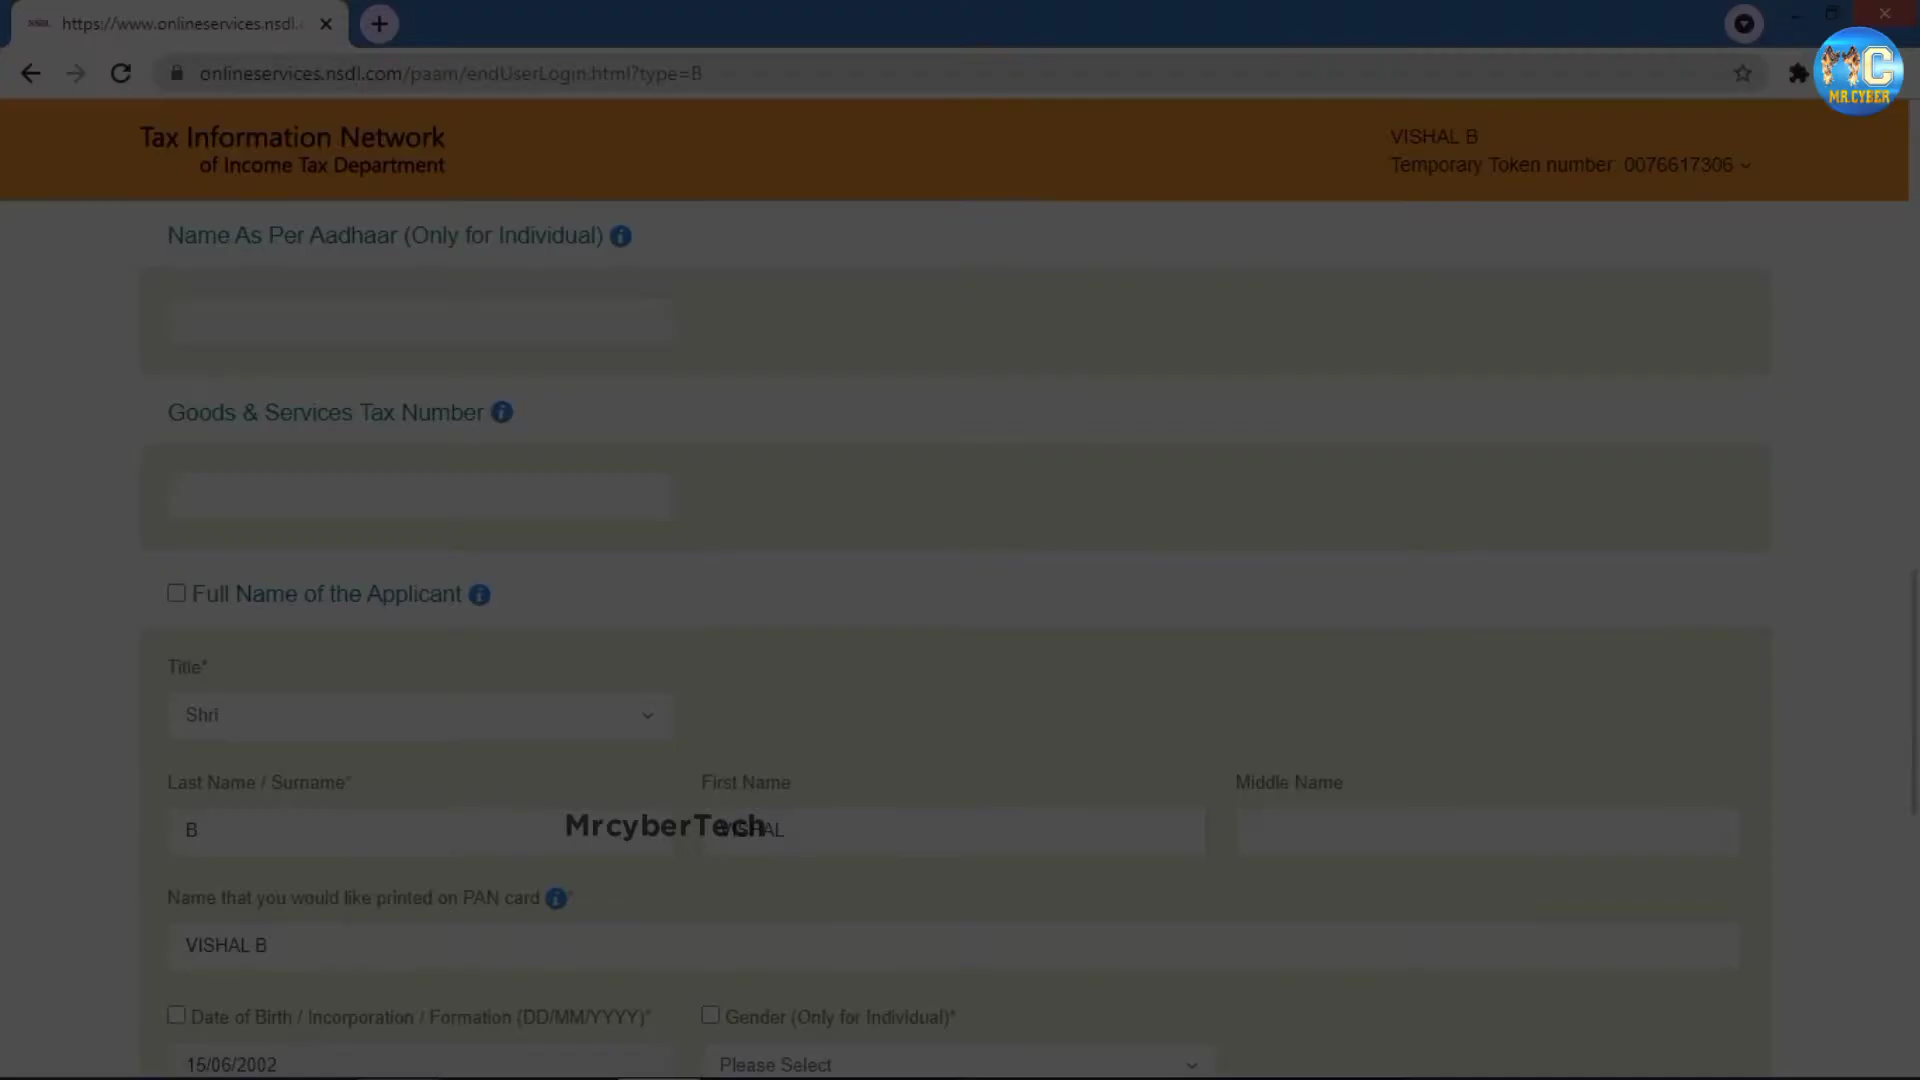 https://www.onlineservices.nsdl.
onlineservices.nsdl.com/paam/endUserLogin.html?type=B
MC
MR.CYBER
Tax Information Network
of Income Tax Department
VISHAL B
Temporary Token number: 0076617306
Name As Per Aadhaar (Only for Individual)
Goods & Services Tax Number
Full Name of the Applicant
Title*
Shri
Last Name / Surname* First Name Middle Name
B MrcyberTech VISHAL
Name that you would like printed on PAN card *
VISHAL B
Date of Birth / Incorporation / Formation (DD/MM/YYYY)* Gender (Only for Individual)*
15/06/2002 Please Select